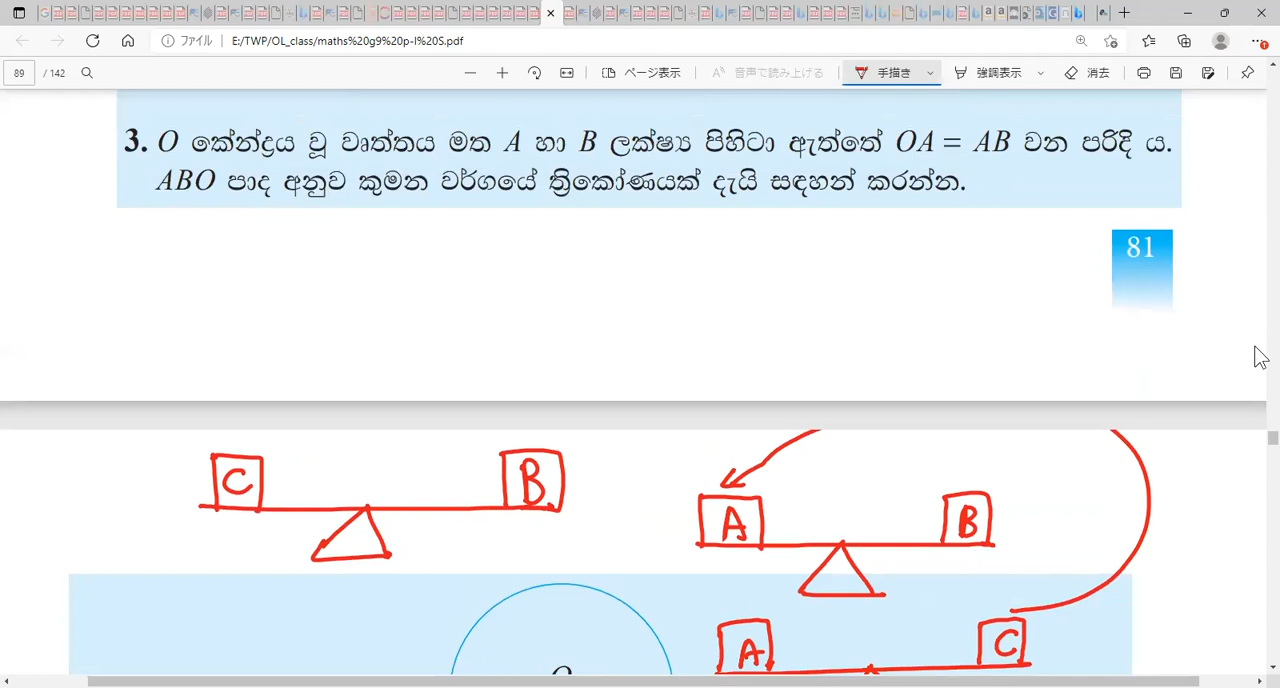 ファイル E:/TWP/OL_class/maths%20g9%20p-I%20S.pdf
89 / 142 ページ表示 音声で読み上げる 手描き 強調表示 消去
3. O කේන්ද්‍රය වූ වෘත්තය මත A හා B ලක්ෂ්‍ය පිහිටා ඇත්තේ OA = AB වන පරිදි ය.
ABO පාද අනුව කුමන වර්ගයේ ත්‍රිකෝණයක් දැයි සඳහන් කරන්න.
81
C B
A B
A C